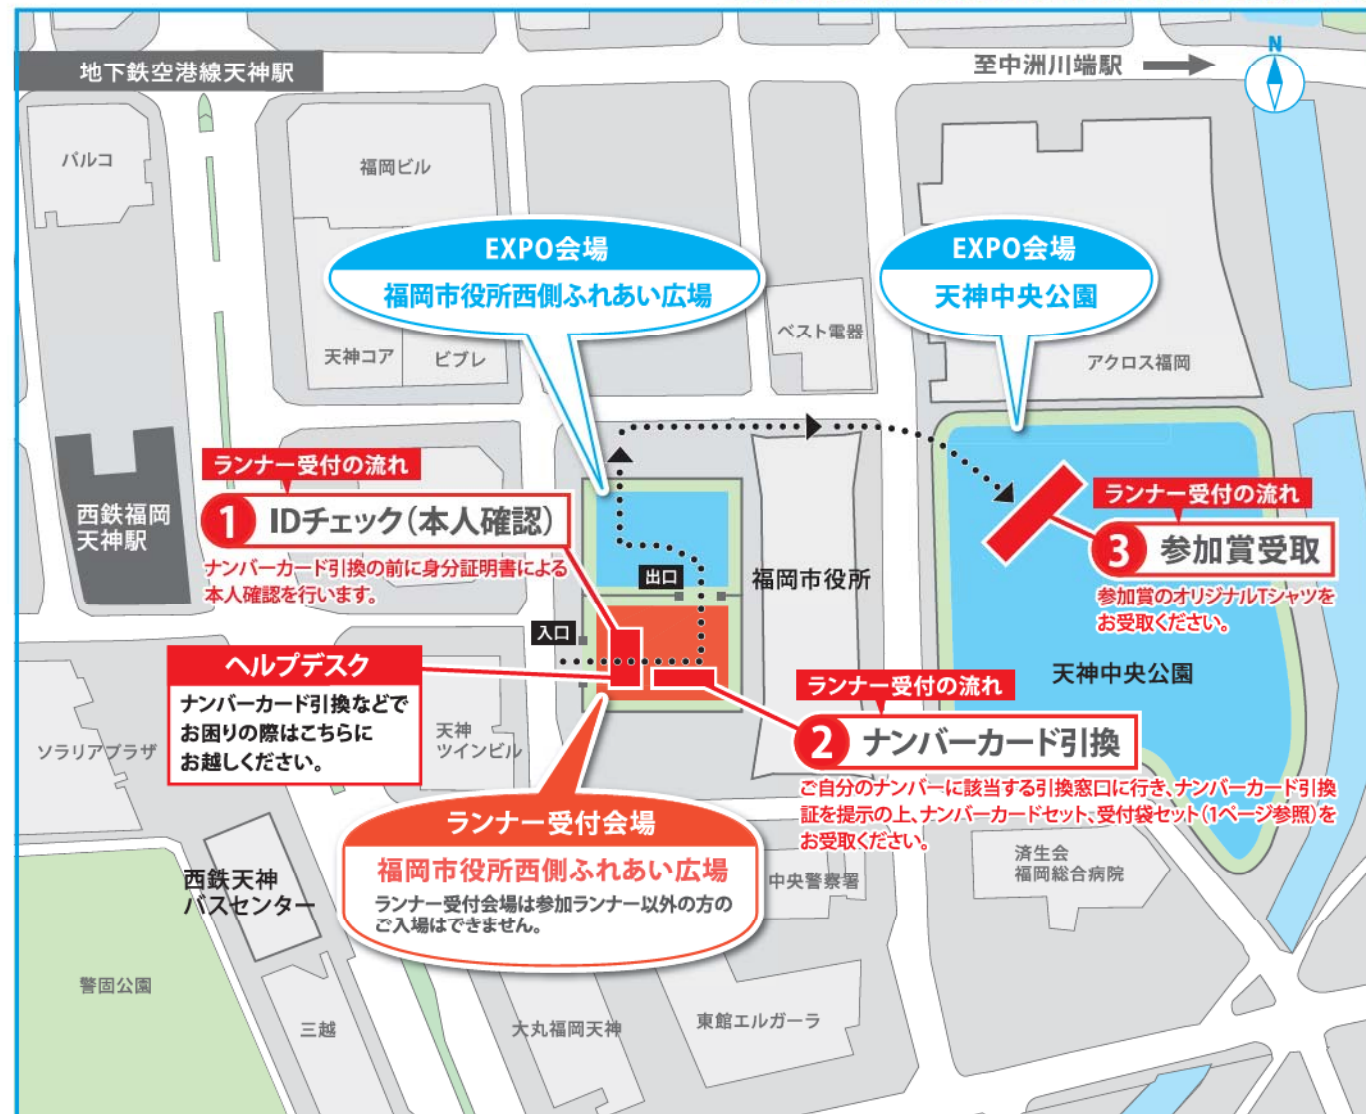 地下鉄空港線天神駅
至中洲川端駅
N
パルコ
福岡ビル
EXPO会場
福岡市役所西側ふれあい広場
EXPO会場
天神中央公園
ベスト電器
天神コア
ビブレ
アクロス福岡
ランナー受付の流れ
1 IDチェック(本人確認)
ナンバーカード引換の前に身分証明書による
本人確認を行います。
西鉄福岡
天神駅
ランナー受付の流れ
3 参加賞受取
参加賞のオリジナルTシャツを
お受取ください。
出口
福岡市役所
入口
ヘルプデスク
ナンバーカード引換などで
お困りの際はこちらに
お越しください。
天神中央公園
ランナー受付の流れ
2 ナンバーカード引換
ご自分のナンバーに該当する引換窓口に行き、ナンバーカード引換
証を提示の上、ナンバーカードセット、受付袋セット(1ページ参照)を
お受取ください。
ソラリアプラザ
天神
ツインビル
ランナー受付会場
福岡市役所西側ふれあい広場
ランナー受付会場は参加ランナー以外の方の
ご入場はできません。
西鉄天神
バスセンター
中央警察署
済生会
福岡総合病院
警固公園
三越
大丸福岡天神
東館エルガーラ